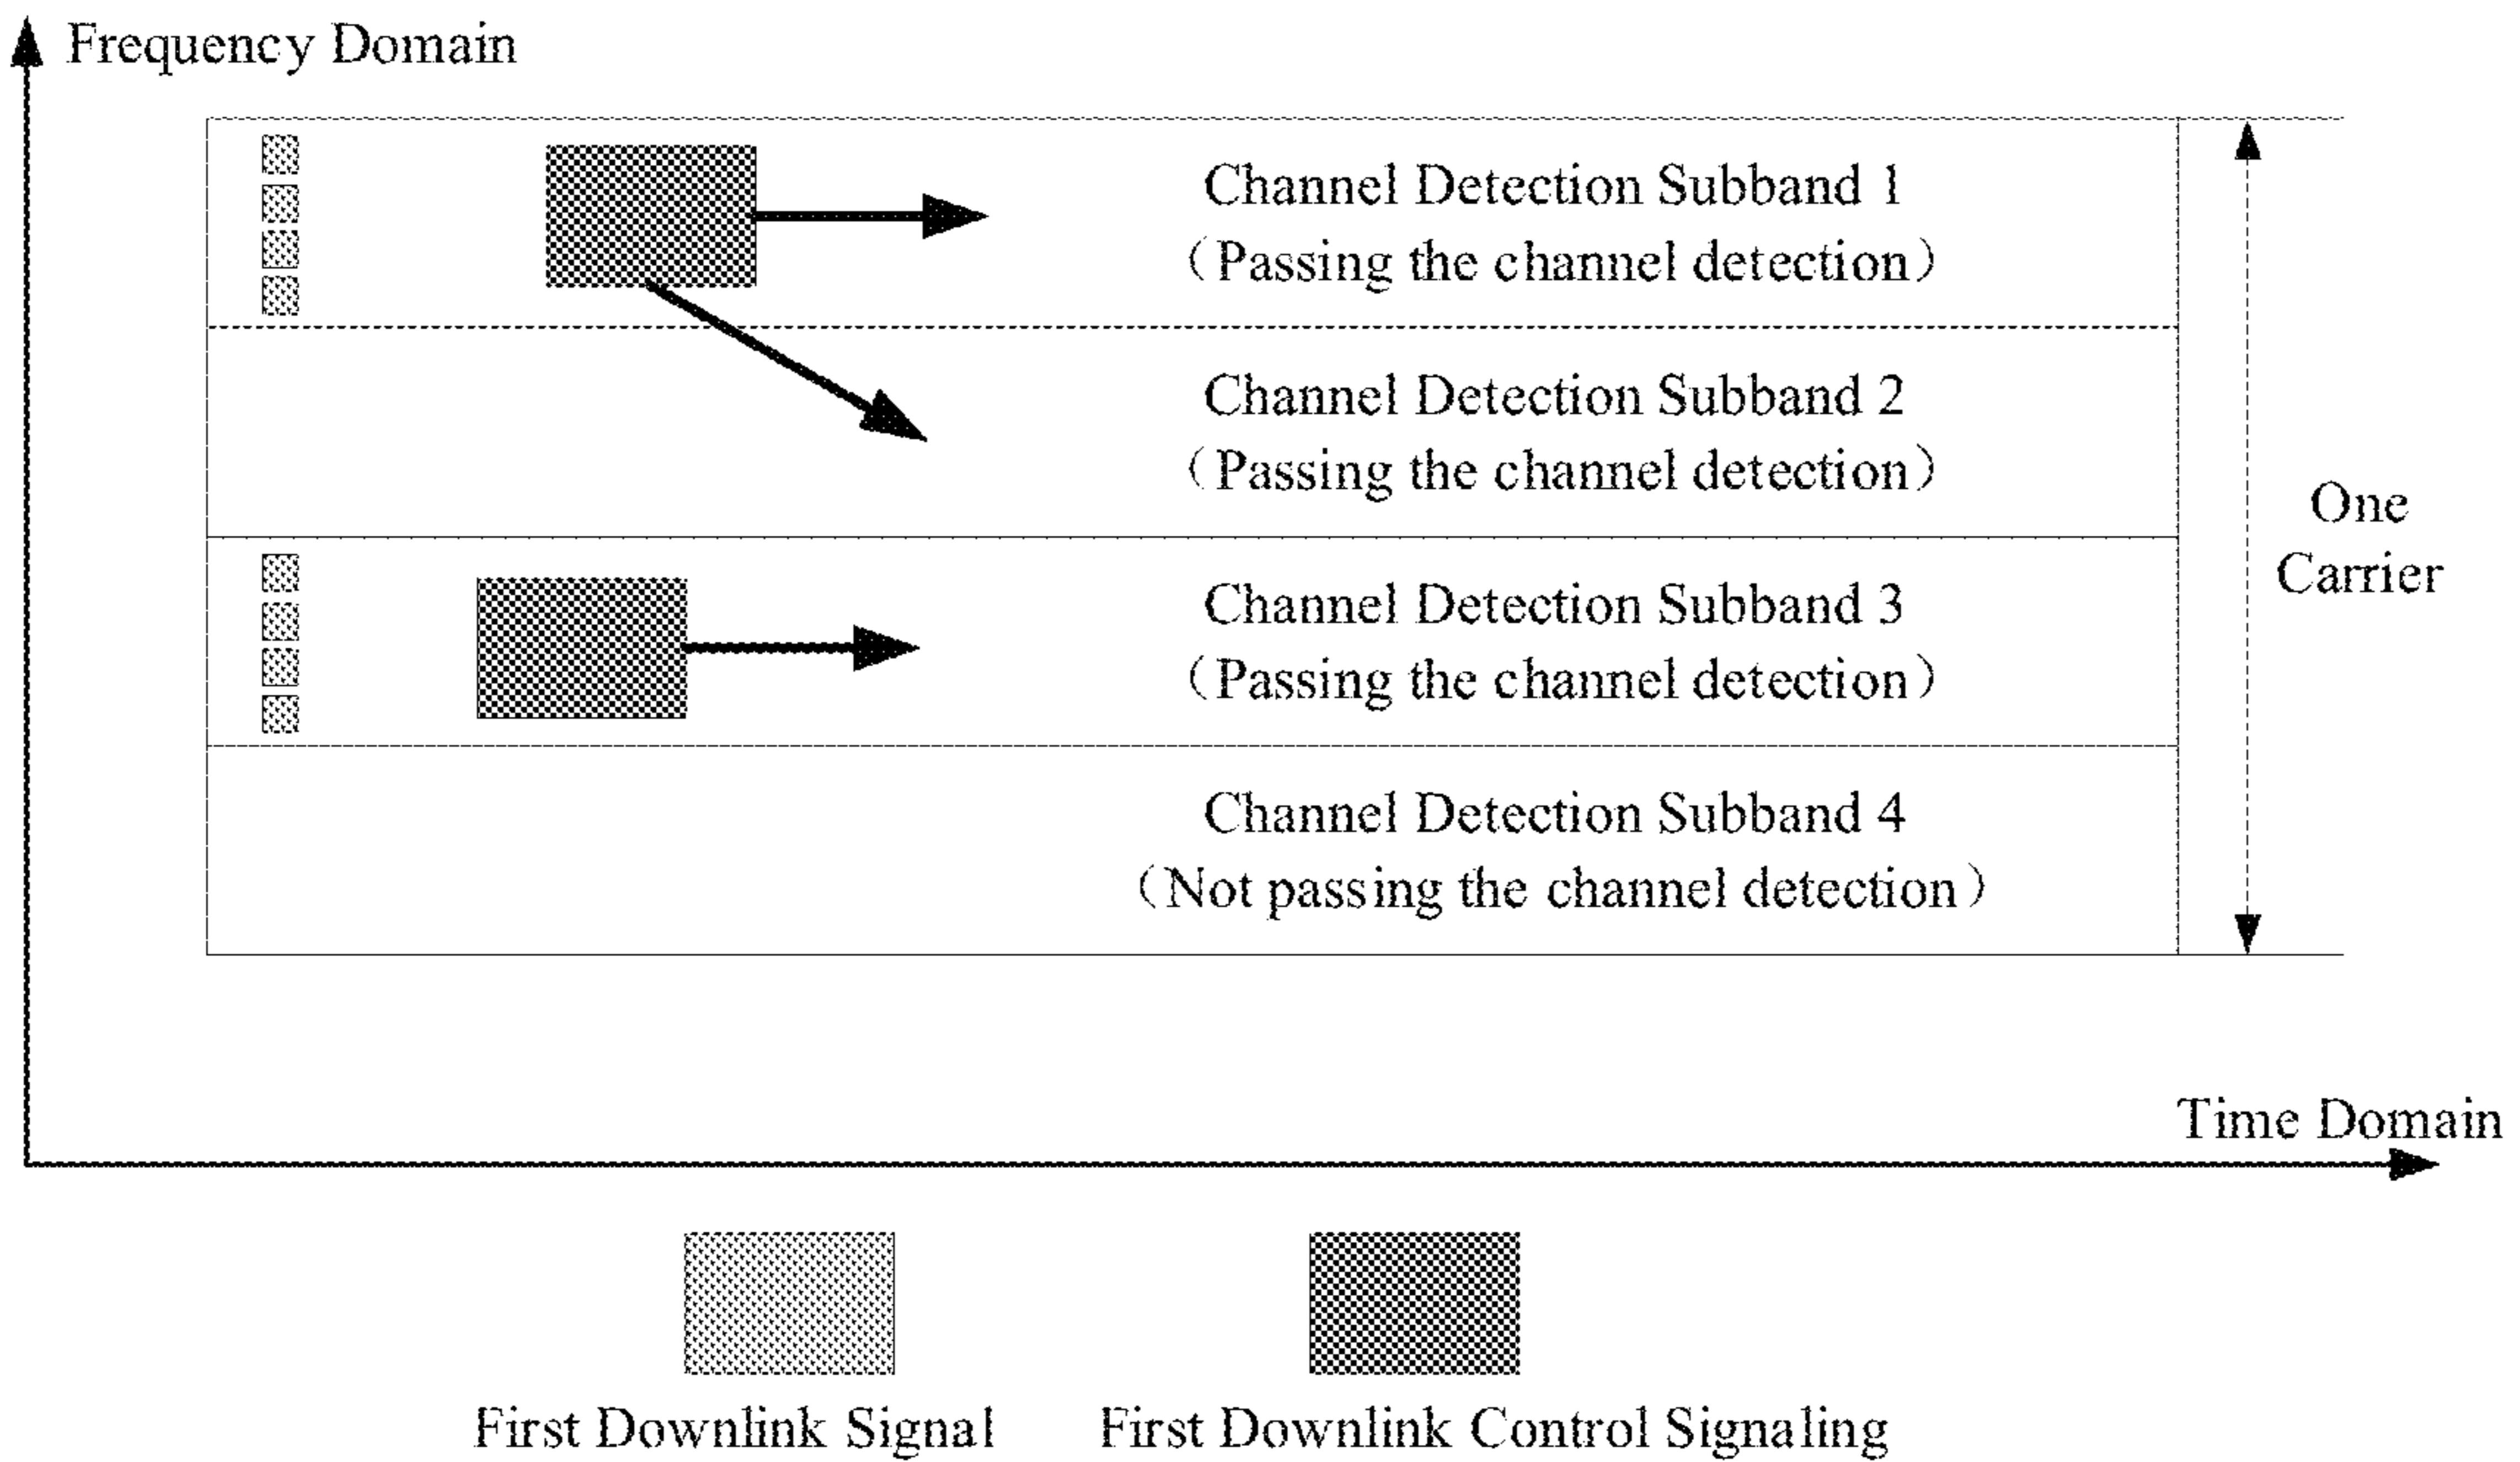 Frequency Domain
Channel Detection Subband 1
(Passing the channel detection)
Channel Detection Subband 2
(Passing the channel detection)
One
Carrier
Channel Detection Subband 3
(Passing the channel detection)
Channel Detection Subband 4
(Not passing the channel detection)
Time Domain
First Downlink Signal
First Downlink Control Signaling